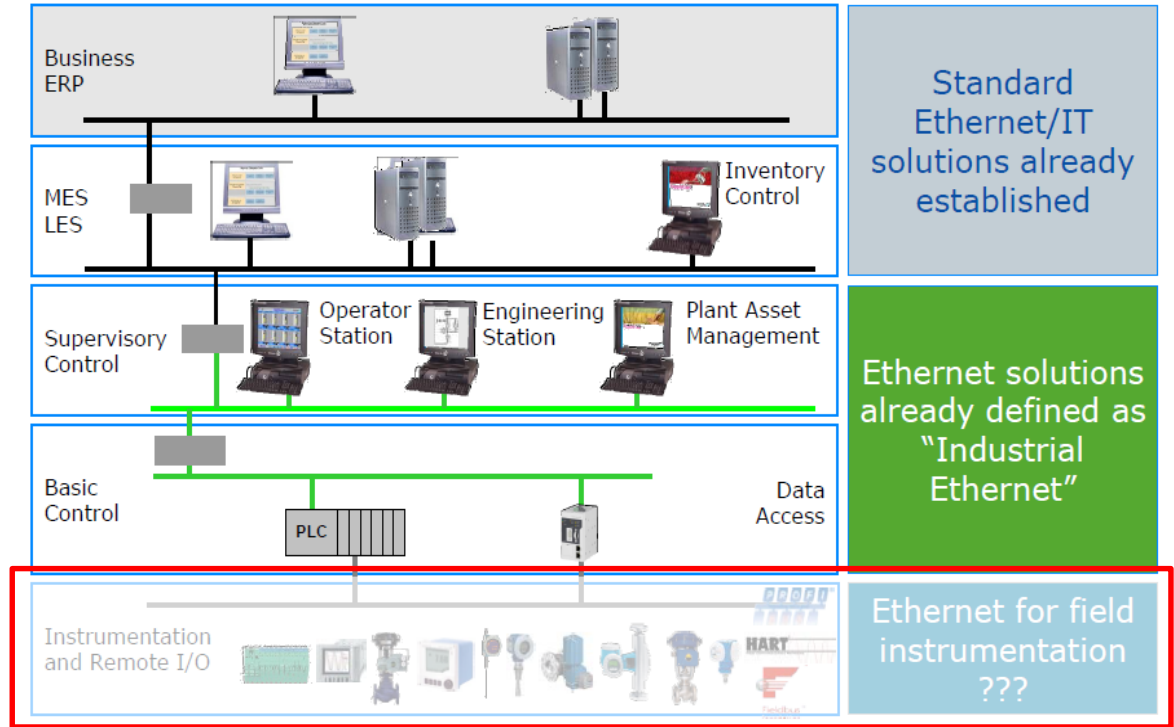 Business
ERP
MES
LES
Inventory
Control
Supervisory
Control
Operator
Station
Engineering
Station
Plant Asset
Management
Basic
Control
PLC
Data
Access
Instrumentation
and Remote I/O
HART
Standard
Ethernet/IT
solutions already
established
Ethernet solutions
already defined as
“Industrial
Ethernet”
Ethernet for field
instrumentation
???